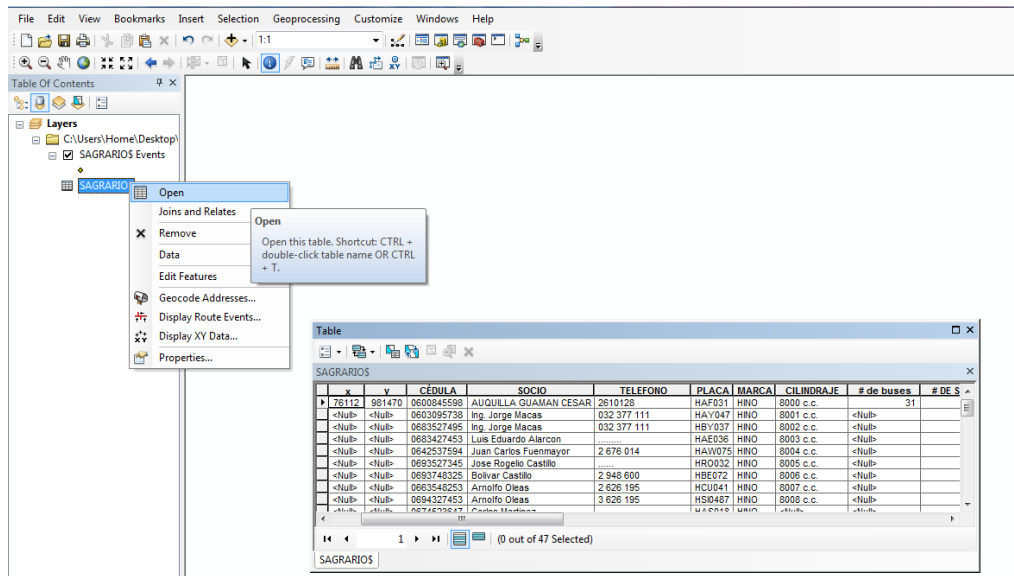 File Edit View Bookmarks Insert Selection Geoprocessing Customize Windows Help
1:1
Table Of Contents
Layers
C:\Users\Home\Desktop\
SAGRARIO$ Events
SAGRARIO
Open
Joins and Relates
Remove
Data
Edit Features
Geocode Addresses...
Display Route Events...
Display XY Data...
Properties...
Open
Open this table. Shortcut: CTRL +
double-click table name OR CTRL
+ T.
Table
SAGRARIO$
x y CÉDULA SOCIO TELEFONO PLACA MARCA CILINDRAJE # de buses # DE S
76112 981470 0600845598 AUQUILLA GUAMAN CESAR 2610128 HAF031 HINO 8000 c.c. 31
<Null> <Null> 0603095738 Ing. Jorge Macas 032 377 111 HAY047 HINO 8001 c.c. <Null>
<Null> <Null> 0683527495 Ing. Jorge Macas 032 377 111 HBY037 HINO 8002 c.c. <Null>
<Null> <Null> 0683427453 Luis Eduardo Alarcon ......... HAE036 HINO 8003 c.c. <Null>
<Null> <Null> 0642537594 Juan Carlos Fuenmayor 2 676 014 HAW075 HINO 8004 c.c. <Null>
<Null> <Null> 0693527345 Jose Rogelio Castillo ...... HRO032 HINO 8005 c.c. <Null>
<Null> <Null> 0693748325 Bolivar Castillo 2 948 600 HBE072 HINO 8006 c.c. <Null>
<Null> <Null> 0663548253 Arnolfo Oleas 2 626 195 HCU041 HINO 8007 c.c. <Null>
<Null> <Null> 0694327453 Arnolfo Oleas 3 626 195 HSI0487 HINO 8008 c.c. <Null>
<Null> <Null> 0674523647 Carlos Martinez HINO <Null> <Null>
1 (0 out of 47 Selected)
SAGRARIO$